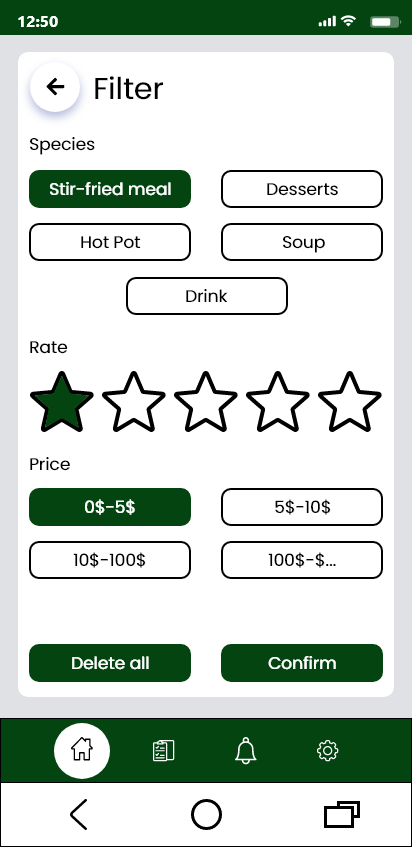 12:50
Filter
Species
Stir-fried meal
Desserts
Hot Pot
Soup
Drink
Rate
Price
0$-5$
5$-10$
10$-100$
100$-$...
Delete all
Confirm